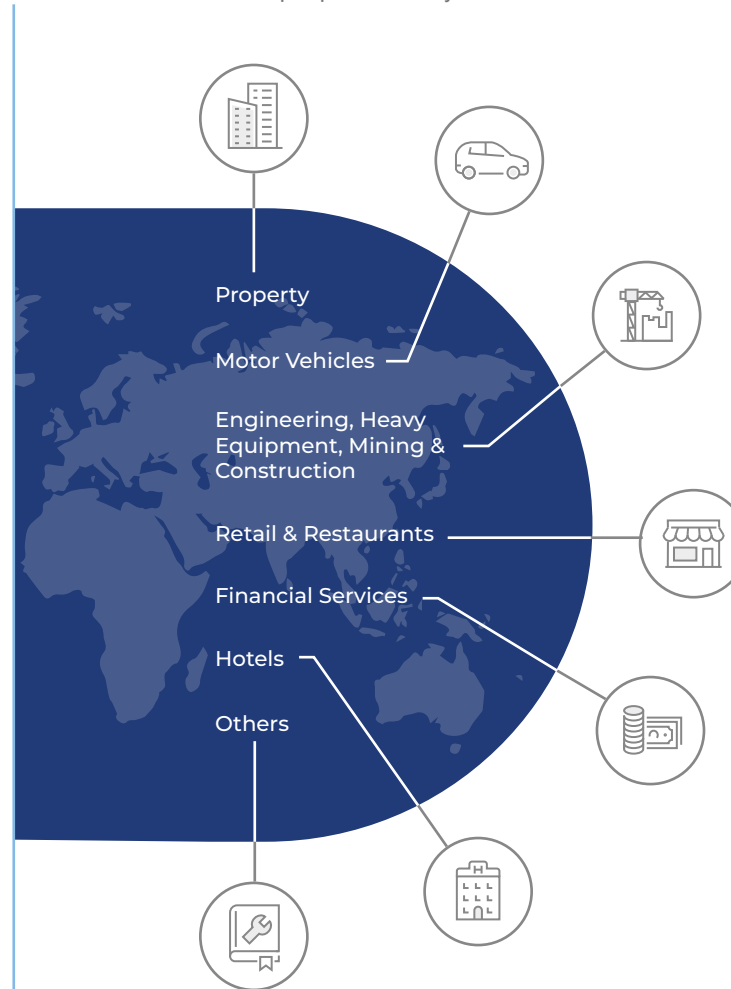 Property
Motor Vehicles
Engineering, Heavy
Equipment, Mining &
Construction
Retail & Restaurants
Financial Services
Hotels
Others
H